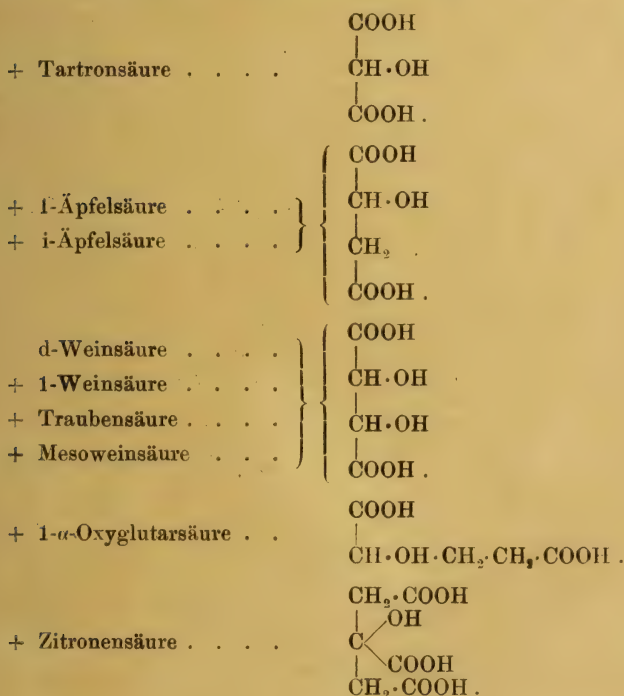 COOH
+ Tartronsäure . . . . CH·OH
COOH .
COOH
+ l-Äpfelsäure . . . . CH·OH
+ i-Äpfelsäure . . . . CH₂ .
COOH .
d-Weinsäure . . . . COOH
+ l-Weinsäure . . . . CH·OH
+ Traubensäure . . . . CH·OH
+ Mesoweinsäure . . . COOH .
COOH
+ l-α-Oxyglutarsäure . .
CH·OH·CH₂·CH₂·COOH .
CH₂·COOH
OH
+ Zitronensäure . . . . C
COOH
CH₂·COOH .